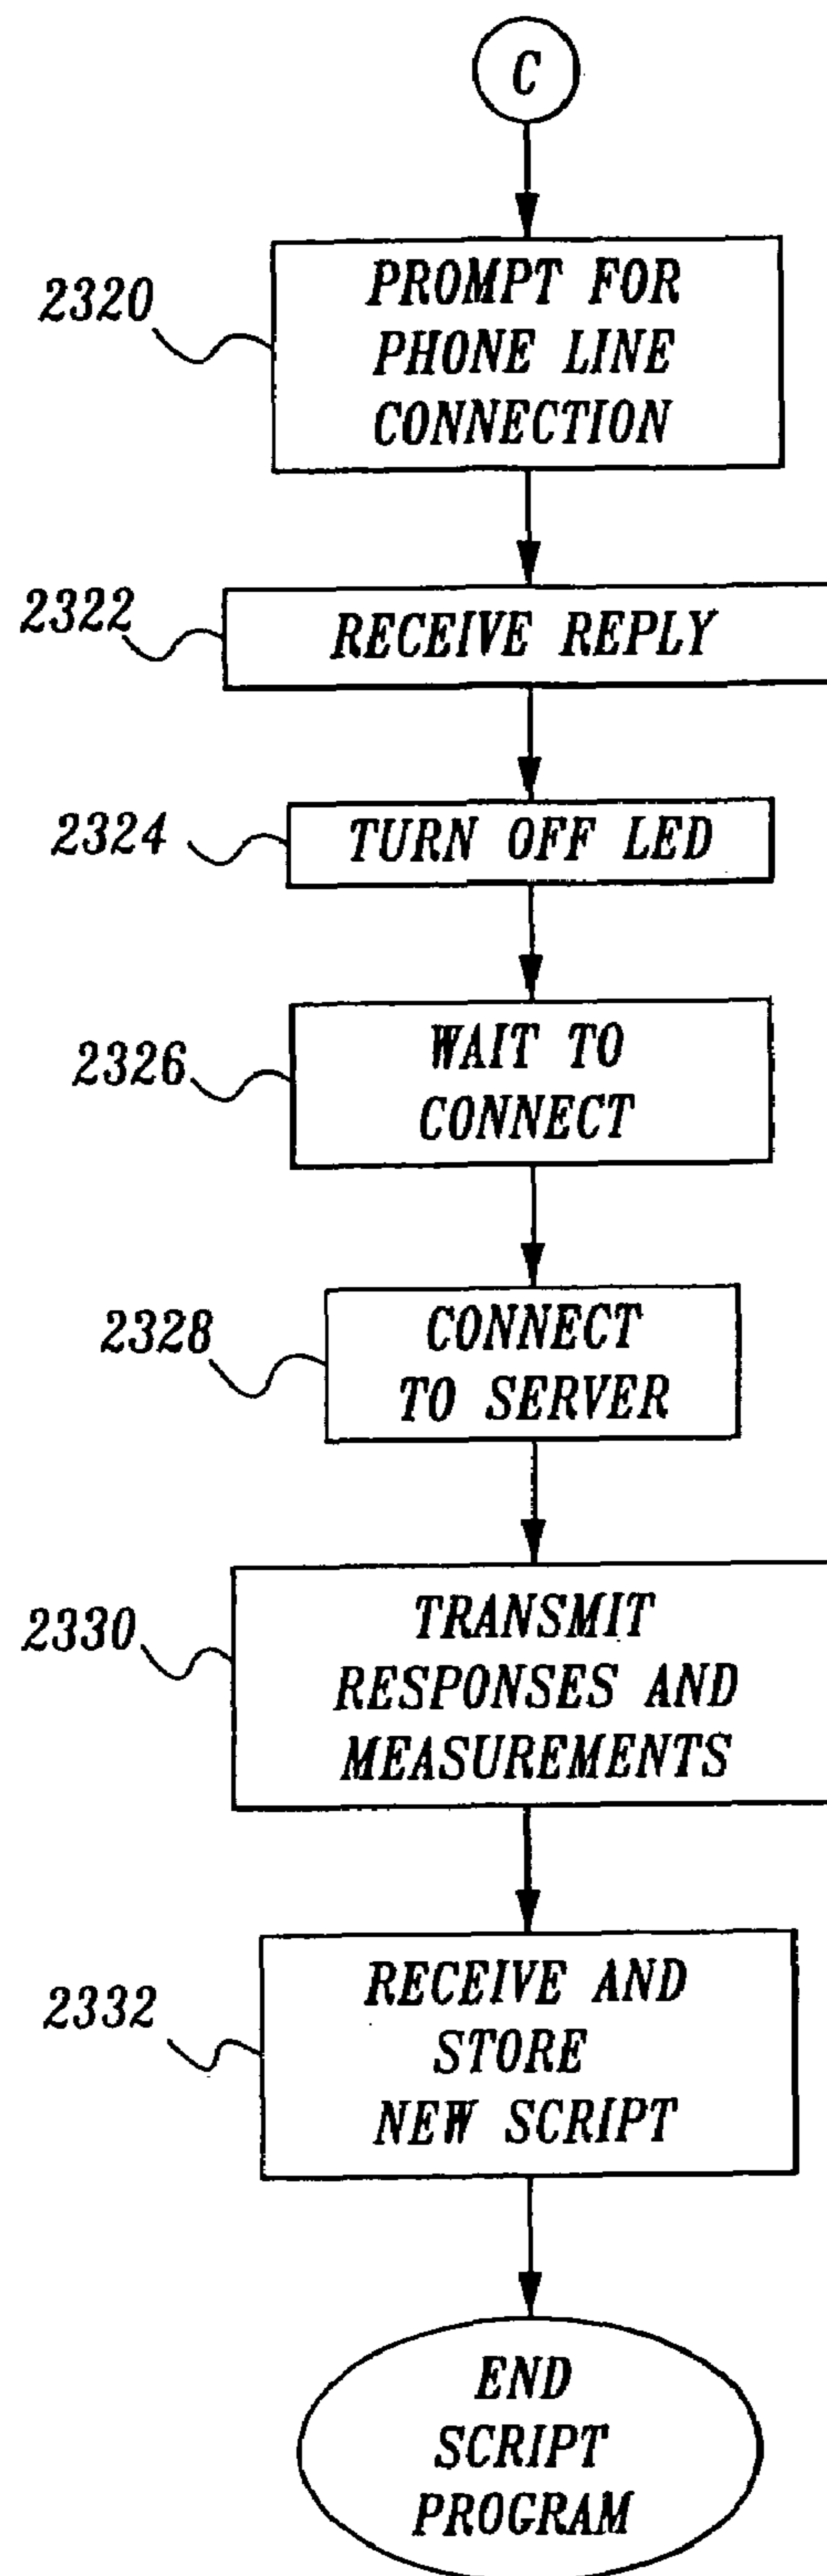 C
2320
PROMPT FOR
PHONE LINE
CONNECTION
2322
RECEIVE REPLY
2324
TURN OFF LED
2326
WAIT TO
CONNECT
2328
CONNECT
TO SERVER
2330
TRANSMIT
RESPONSES AND
MEASUREMENTS
2332
RECEIVE AND
STORE
NEW SCRIPT
END
SCRIPT
PROGRAM